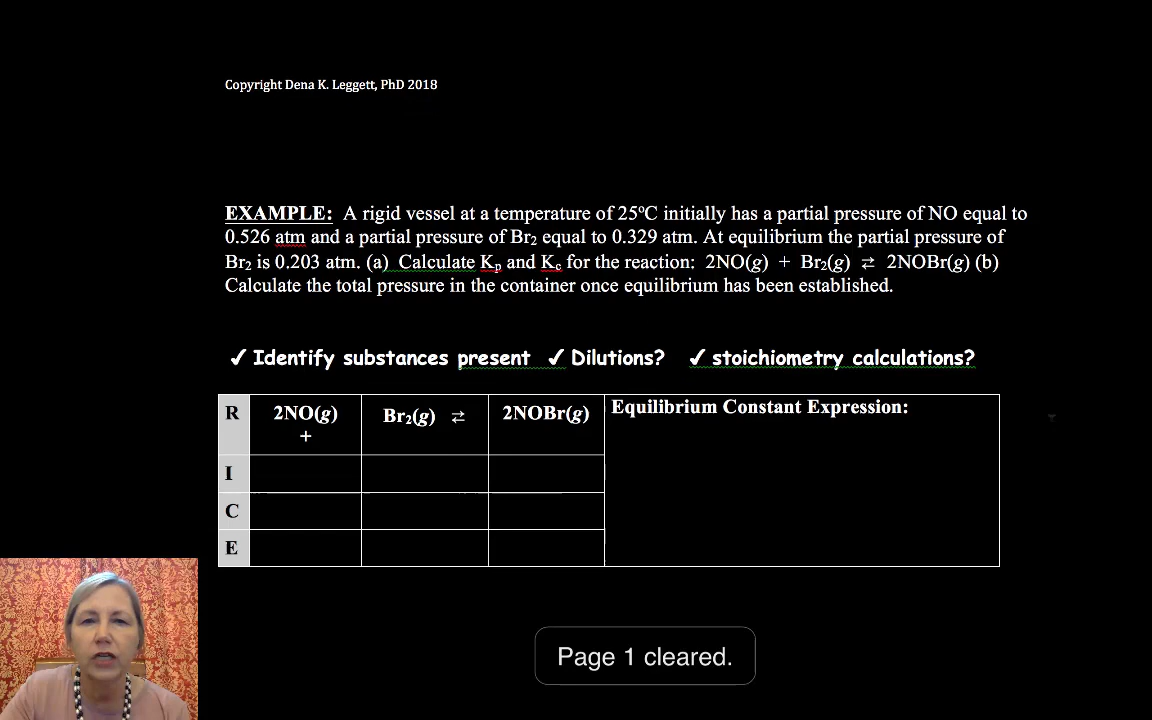 Copyright Dena K. Leggett, PhD 2018
EXAMPLE: A rigid vessel at a temperature of 25ºC initially has a partial pressure of NO equal to
0.526 atm and a partial pressure of Br₂ equal to 0.329 atm. At equilibrium the partial pressure of
Br₂ is 0.203 atm. (a) Calculate Kₚ and K꜀ for the reaction: 2NO(g) + Br₂(g) ⇄ 2NOBr(g) (b)
Calculate the total pressure in the container once equilibrium has been established.
✓ Identify substances present ✓ Dilutions? ✓ stoichiometry calculations?
R 2NO(g) + Br₂(g) ⇄ 2NOBr(g) Equilibrium Constant Expression:
I
C
E
Page 1 cleared.